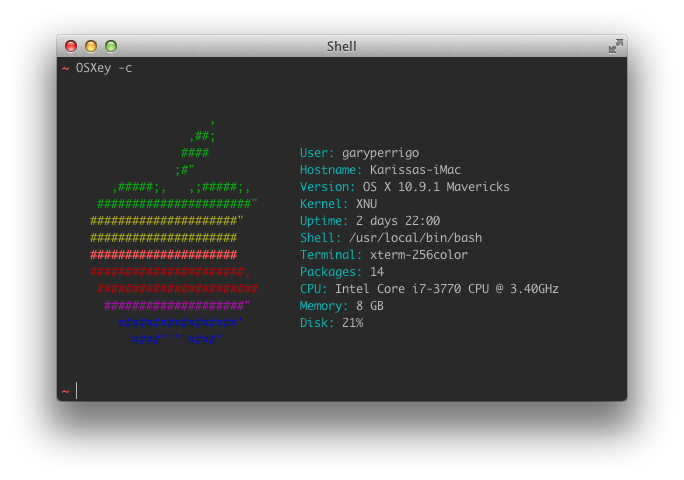 Shell
~ OSXey -c
User: garyperrigo
Hostname: Karissas-iMac
Version: OS X 10.9.1 Mavericks
Kernel: XNU
Uptime: 2 days 22:00
Shell: /usr/local/bin/bash
Terminal: xterm-256color
Packages: 14
CPU: Intel Core i7-3770 CPU @ 3.40GHz
Memory: 8 GB
Disk: 21%
~